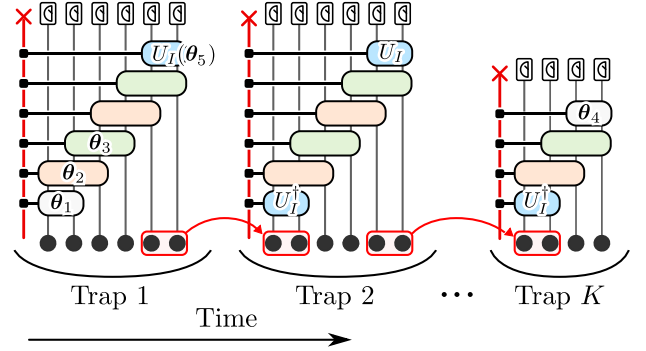 U_I(θ_5)
U_I
θ_4
θ_3
θ_2
U_I^†
U_I^†
θ_1
Trap 1
Trap 2
...
Trap K
Time